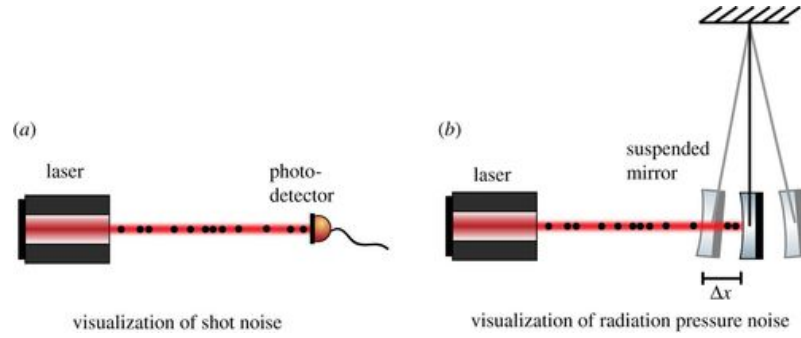 (a)
laser
photo-
detector
visualization of shot noise
(b)
suspended
mirror
laser
Δx
visualization of radiation pressure noise